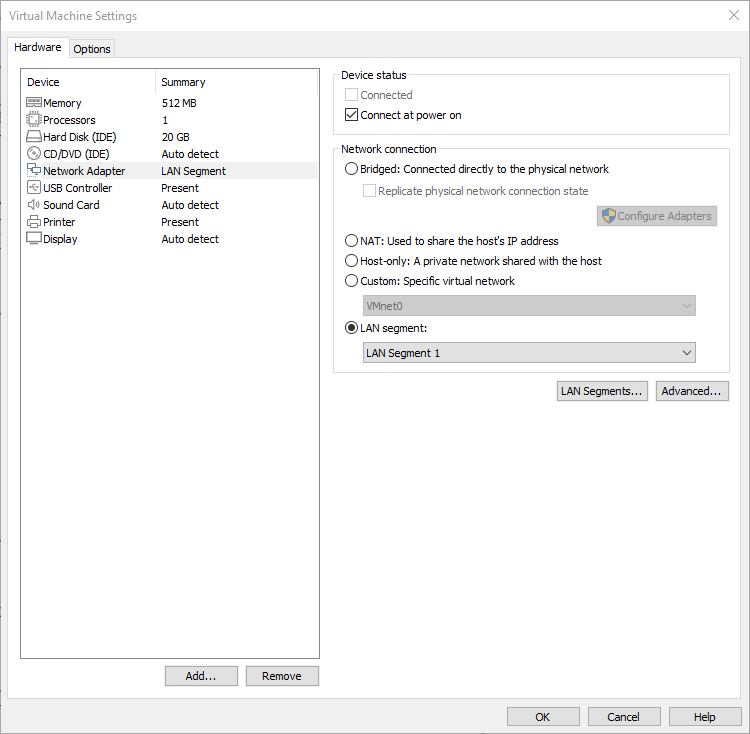 Virtual Machine Settings
Hardware
Options
Device Summary
Memory 512 MB
Processors 1
Hard Disk (IDE) 20 GB
CD/DVD (IDE) Auto detect
Network Adapter LAN Segment
USB Controller Present
Sound Card Auto detect
Printer Present
Display Auto detect
Add...
Remove
Device status
Connected
Connect at power on
Network connection
Bridged: Connected directly to the physical network
Replicate physical network connection state
Configure Adapters
NAT: Used to share the host's IP address
Host-only: A private network shared with the host
Custom: Specific virtual network
VMnet0
LAN segment:
LAN Segment 1
LAN Segments...
Advanced...
OK
Cancel
Help